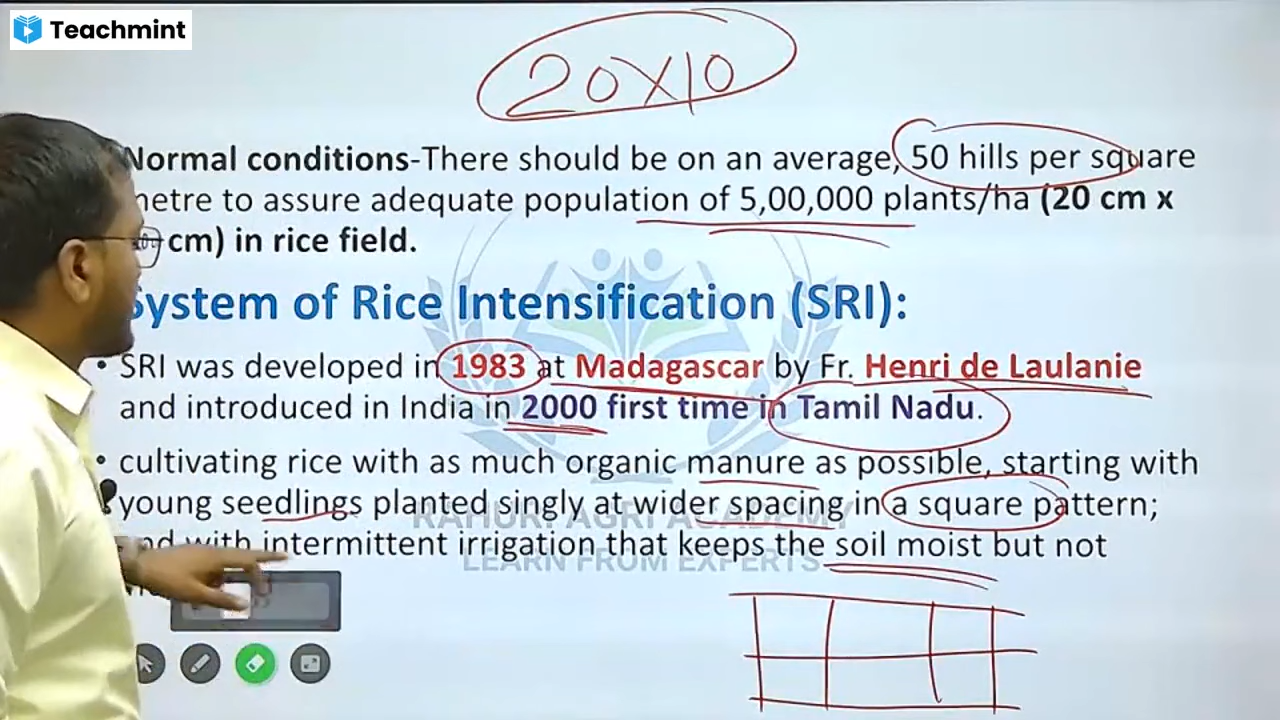 Teachmint
20X10
Normal conditions-There should be on an average, 50 hills per square
metre to assure adequate population of 5,00,000 plants/ha (20 cm x
cm) in rice field.
System of Rice Intensification (SRI):
• SRI was developed in 1983 at Madagascar by Fr. Henri de Laulanie
and introduced in India in 2000 first time in Tamil Nadu.
• cultivating rice with as much organic manure as possible, starting with
young seedlings planted singly at wider spacing in a square pattern;
and with intermittent irrigation that keeps the soil moist but not
RAHURI AGRI ACADEMY
LEARN FROM EXPERTS